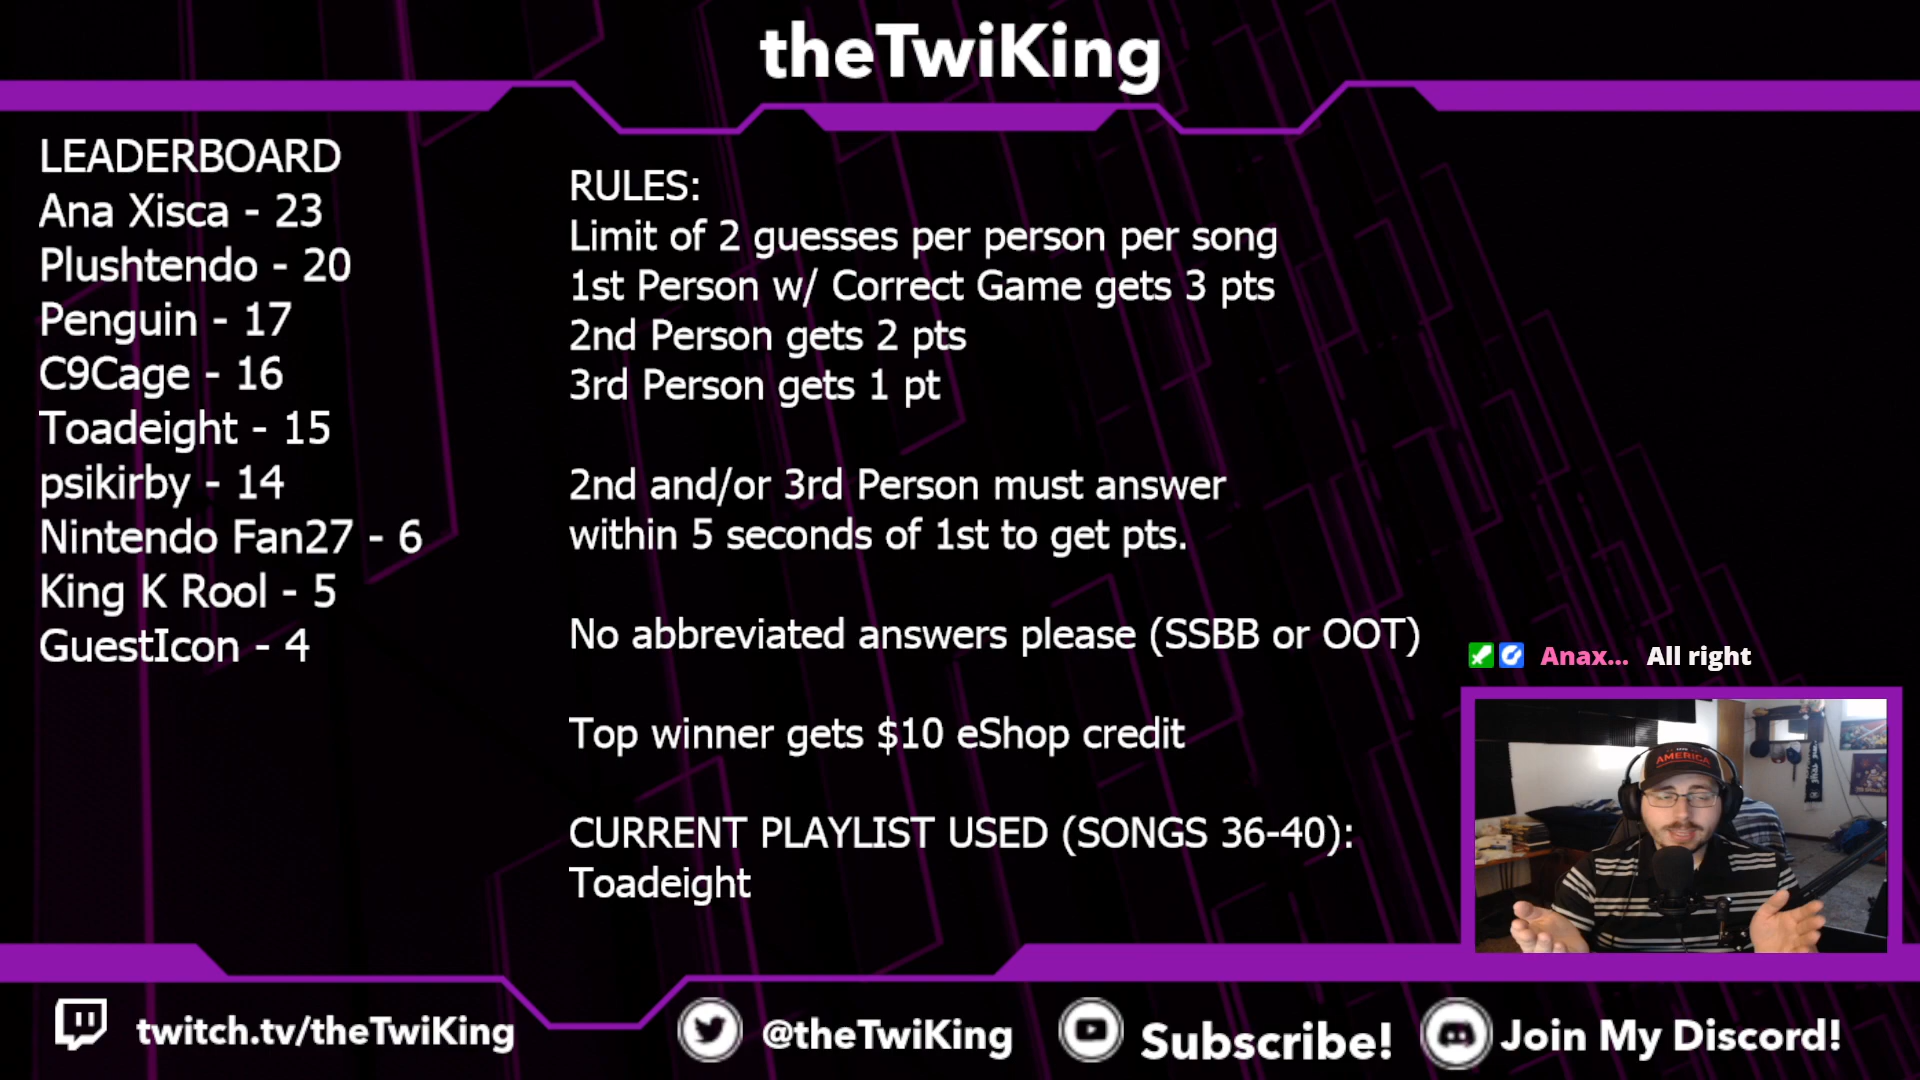 theTwiKing
LEADERBOARD
Ana Xisca - 23
Plushtendo - 20
Penguin - 17
C9Cage - 16
Toadeight - 15
psikirby - 14
Nintendo Fan27 - 6
King K Rool - 5
GuestIcon - 4
RULES:
Limit of 2 guesses per person per song
1st Person w/ Correct Game gets 3 pts
2nd Person gets 2 pts
3rd Person gets 1 pt
2nd and/or 3rd Person must answer
within 5 seconds of 1st to get pts.
No abbreviated answers please (SSBB or OOT)
Top winner gets $10 eShop credit
CURRENT PLAYLIST USED (SONGS 36-40):
Toadeight
Anax... All right
AMERICA
twitch.tv/theTwiKing
@theTwiKing
Subscribe!
Join My Discord!